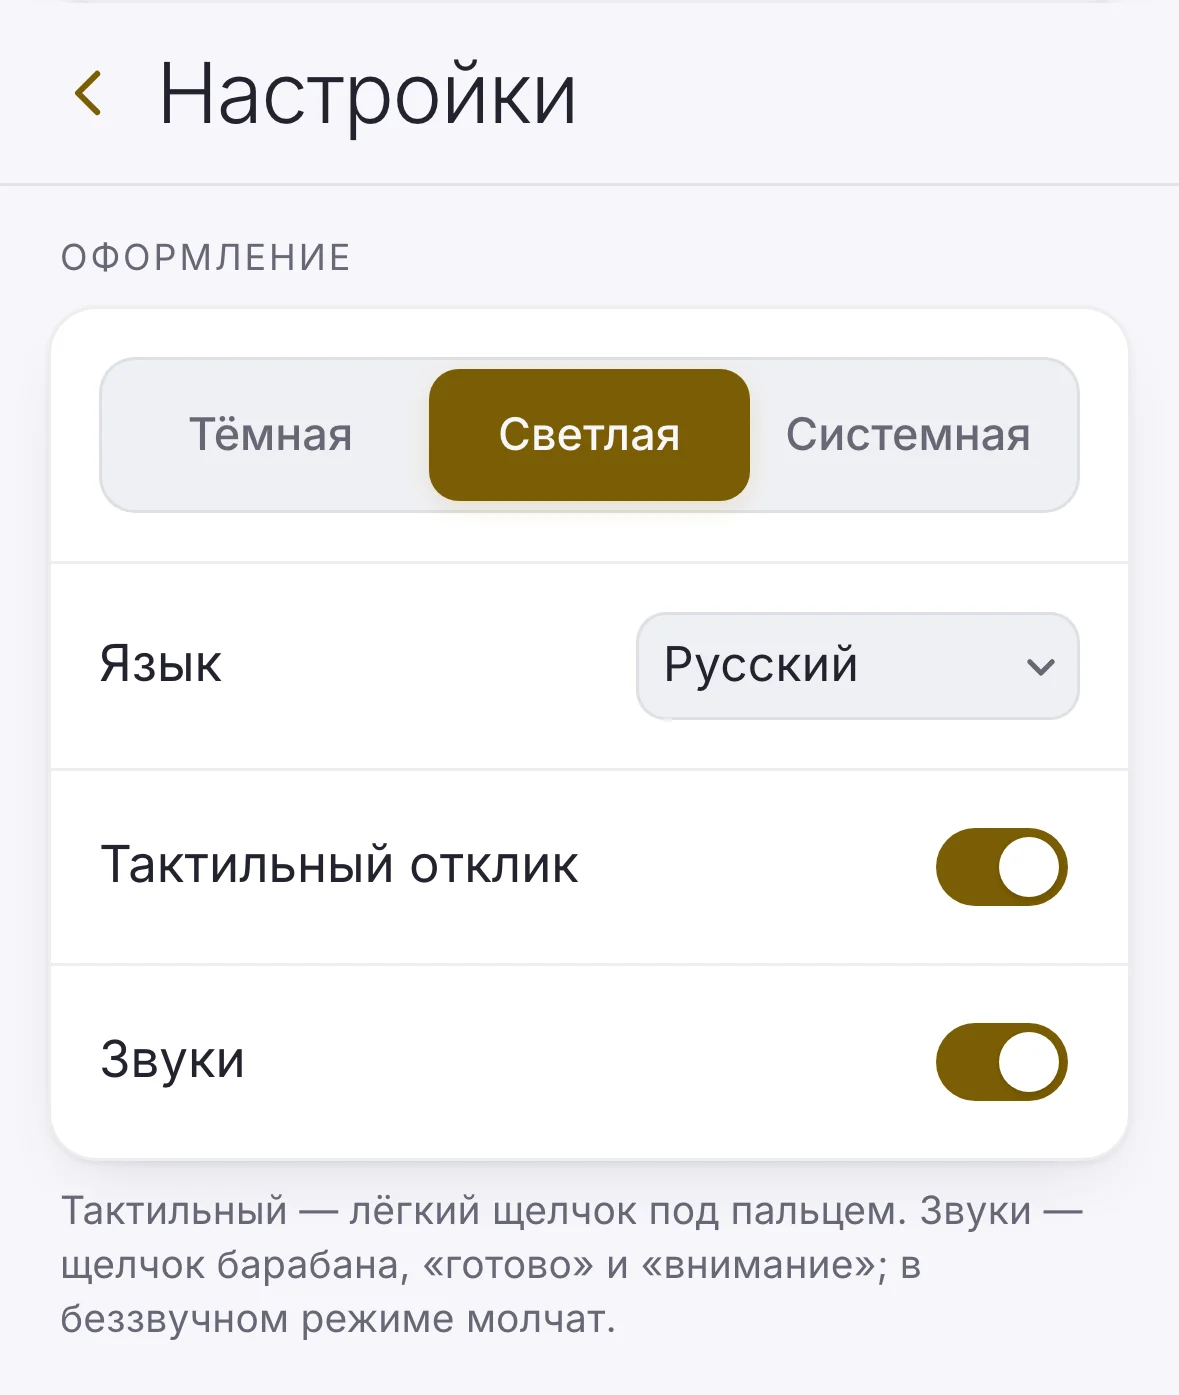 Настройки
ОФОРМЛЕНИЕ
Тёмная Светлая Системная
Язык Русский
Тактильный отклик
Звуки
Тактильный — лёгкий щелчок под пальцем. Звуки —
щелчок барабана, «готово» и «внимание»; в
беззвучном режиме молчат.